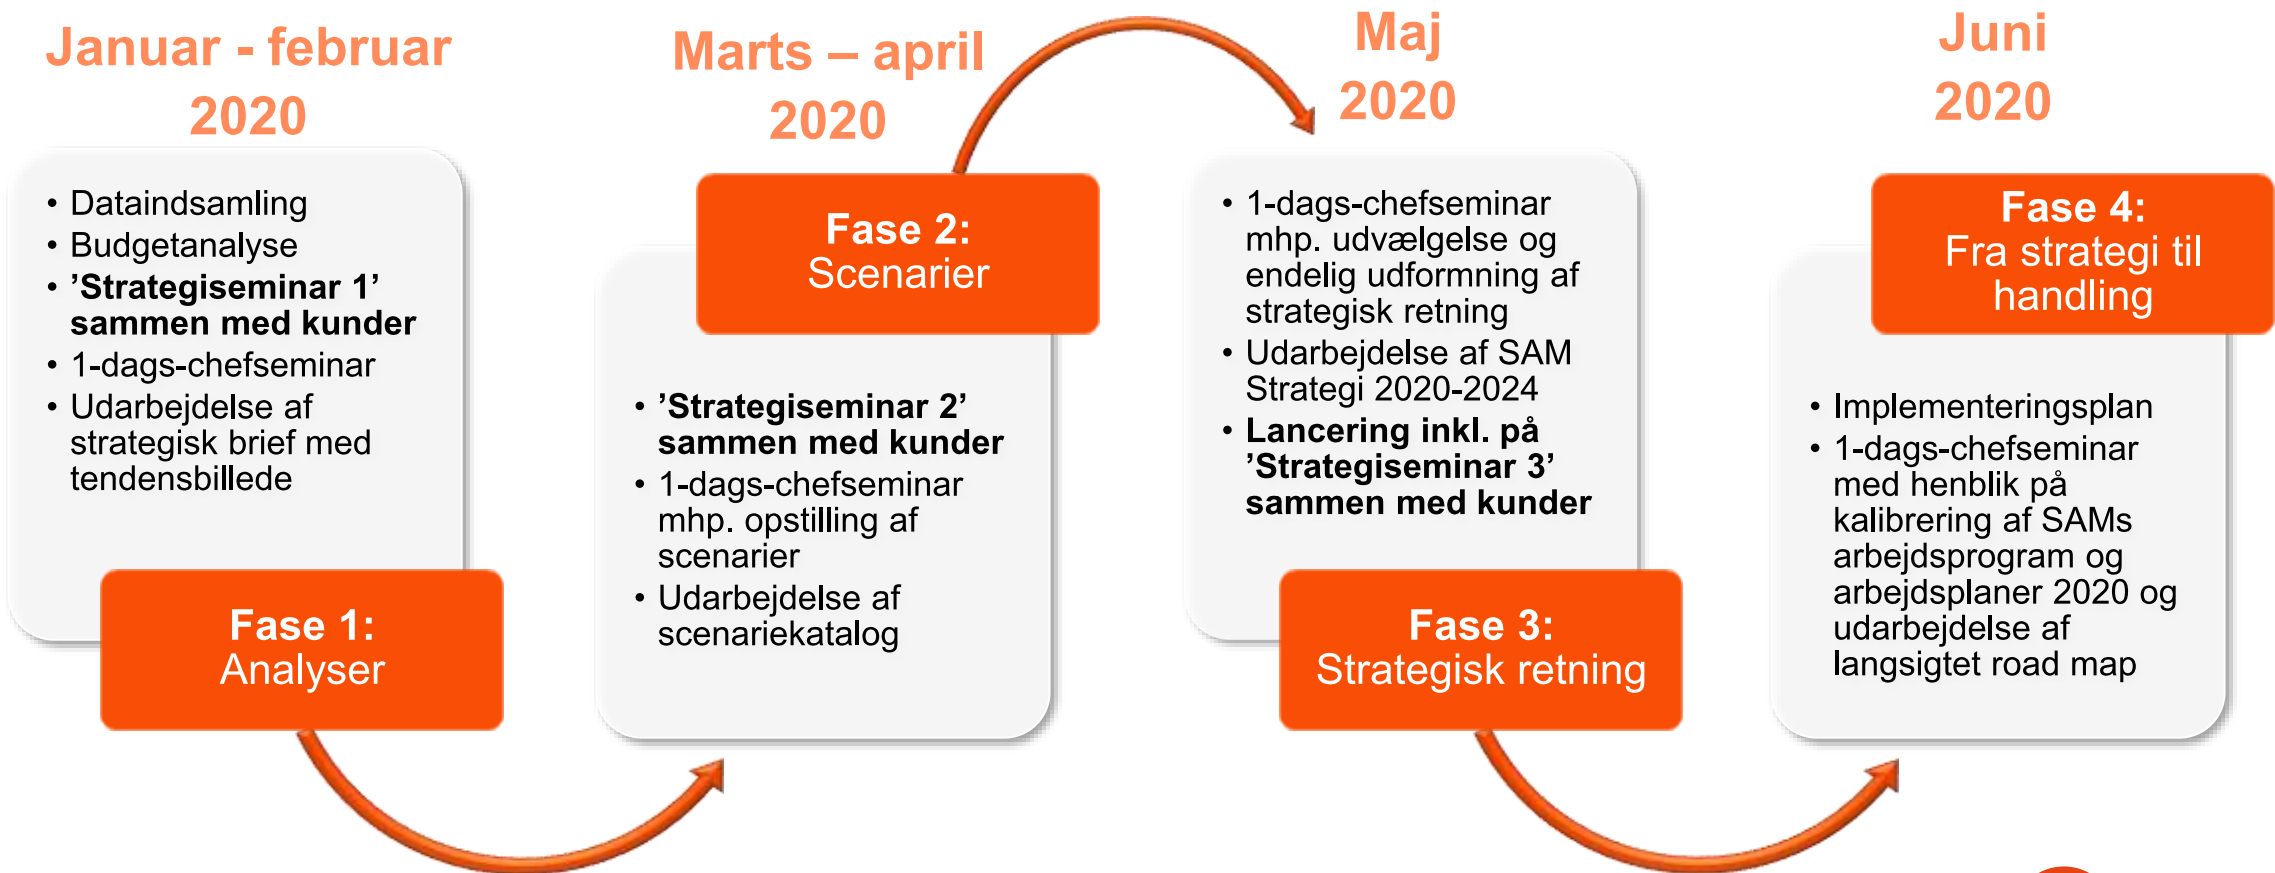 Januar - februar
2020
• Dataindsamling
• Budgetanalyse
• ’Strategiseminar 1’
sammen med kunder
• 1-dags-chefseminar
• Udarbejdelse af
strategisk brief med
tendensbillede
Fase 1:
Analyser
Marts – april
2020
Fase 2:
Scenarier
• ’Strategiseminar 2’
sammen med kunder
• 1-dags-chefseminar
mhp. opstilling af
scenarier
• Udarbejdelse af
scenariekatalog
Maj
2020
• 1-dags-chefseminar
mhp. udvælgelse og
endelig udformning af
strategisk retning
• Udarbejdelse af SAM
Strategi 2020-2024
• Lancering inkl. på
’Strategiseminar 3’
sammen med kunder
Fase 3:
Strategisk retning
Juni
2020
Fase 4:
Fra strategi til
handling
• Implementeringsplan
• 1-dags-chefseminar
med henblik på
kalibrering af SAMs
arbejdsprogram og
arbejdsplaner 2020 og
udarbejdelse af
langsigtet road map